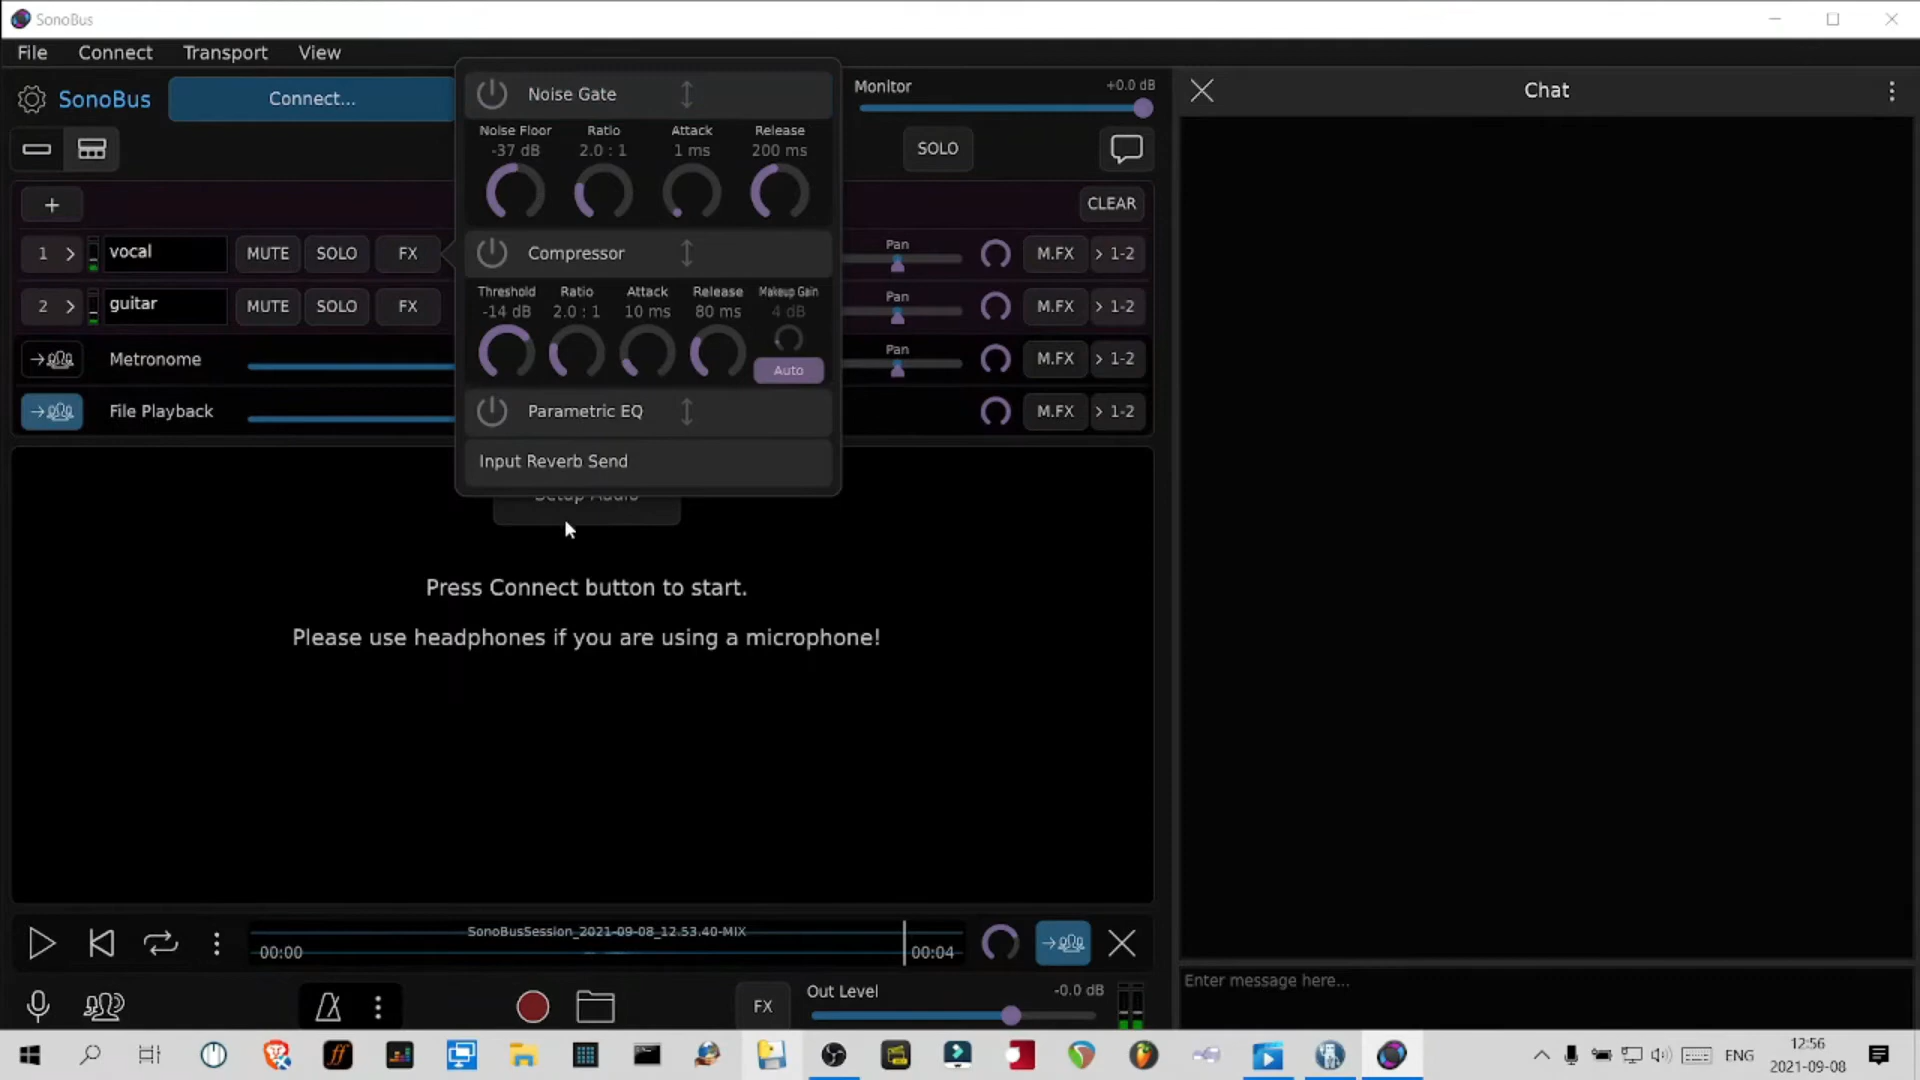 SonoBus
File Connect Transport View
SonoBus Connect...
Noise Gate
Noise Floor Ratio Attack Release
-37 dB 2.0 : 1 1 ms 200 ms
Monitor +0.0 dB
SOLO
Chat
+ CLEAR
1 > vocal MUTE SOLO FX
Compressor
Pan M.FX > 1-2
2 > guitar MUTE SOLO FX
Threshold Ratio Attack Release Makeup Gain
-14 dB 2.0 : 1 10 ms 80 ms 4 dB
Auto
Pan M.FX > 1-2
Metronome
Pan M.FX > 1-2
File Playback
Parametric EQ
M.FX > 1-2
Input Reverb Send
Setup Audio
Press Connect button to start.
Please use headphones if you are using a microphone!
SonoBusSession_2021-09-08_12.53.40-MIX
00:00 00:04
FX Out Level -0.0 dB
Enter message here...
ENG
12:56
2021-09-08